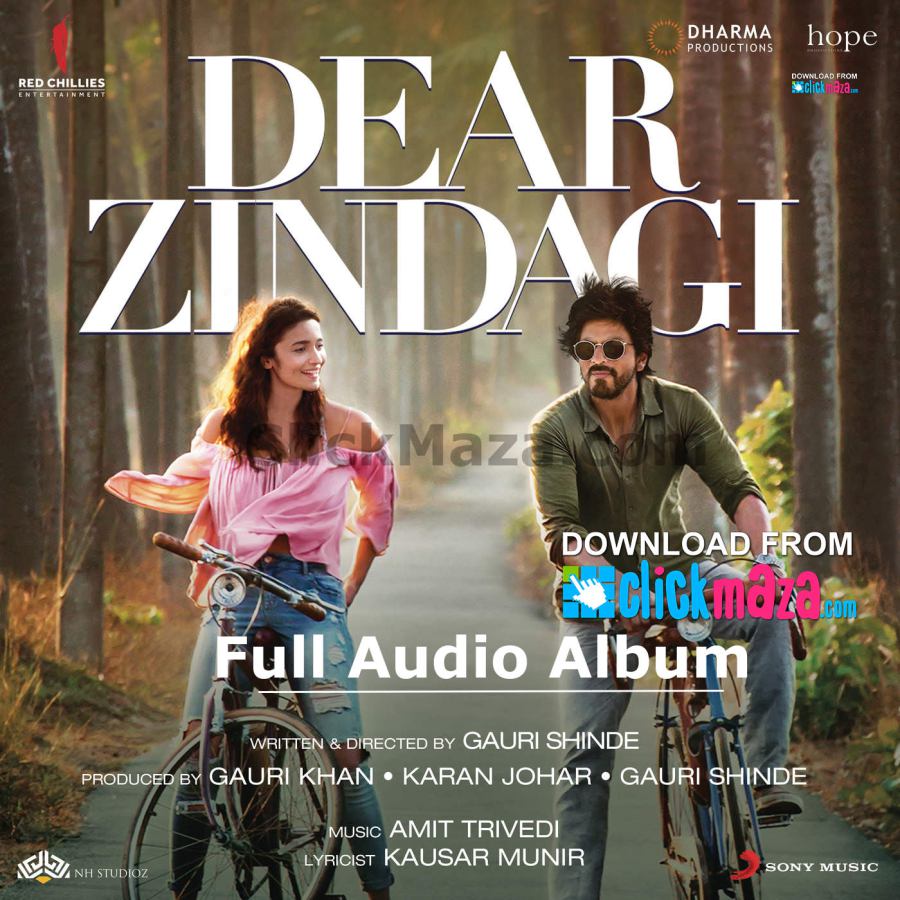 RED CHILLIES
ENTERTAINMENT
DHARMA
PRODUCTIONS
hope
DOWNLOAD FROM
clickmaza.com
DEAR
ZINDAGI
ClickMaza.Com
DOWNLOAD FROM
clickmaza.com
Full Audio Album
WRITTEN & DIRECTED BY GAURI SHINDE
PRODUCED BY GAURI KHAN • KARAN JOHAR • GAURI SHINDE
MUSIC AMIT TRIVEDI
LYRICIST KAUSAR MUNIR
NH STUDIOZ
SONY MUSIC